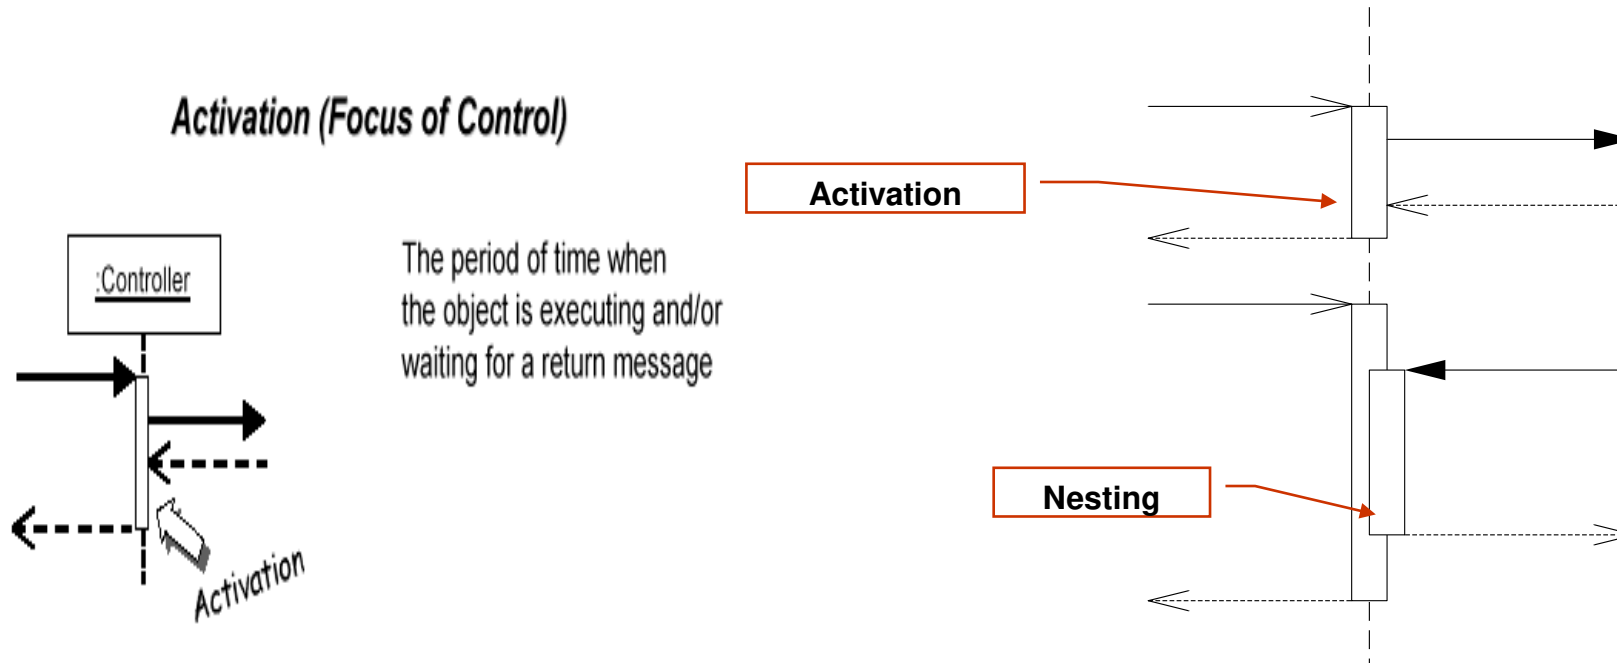 Activation (Focus of Control)
:Controller
The period of time when
the object is executing and/or
waiting for a return message
Activation
Activation
Nesting